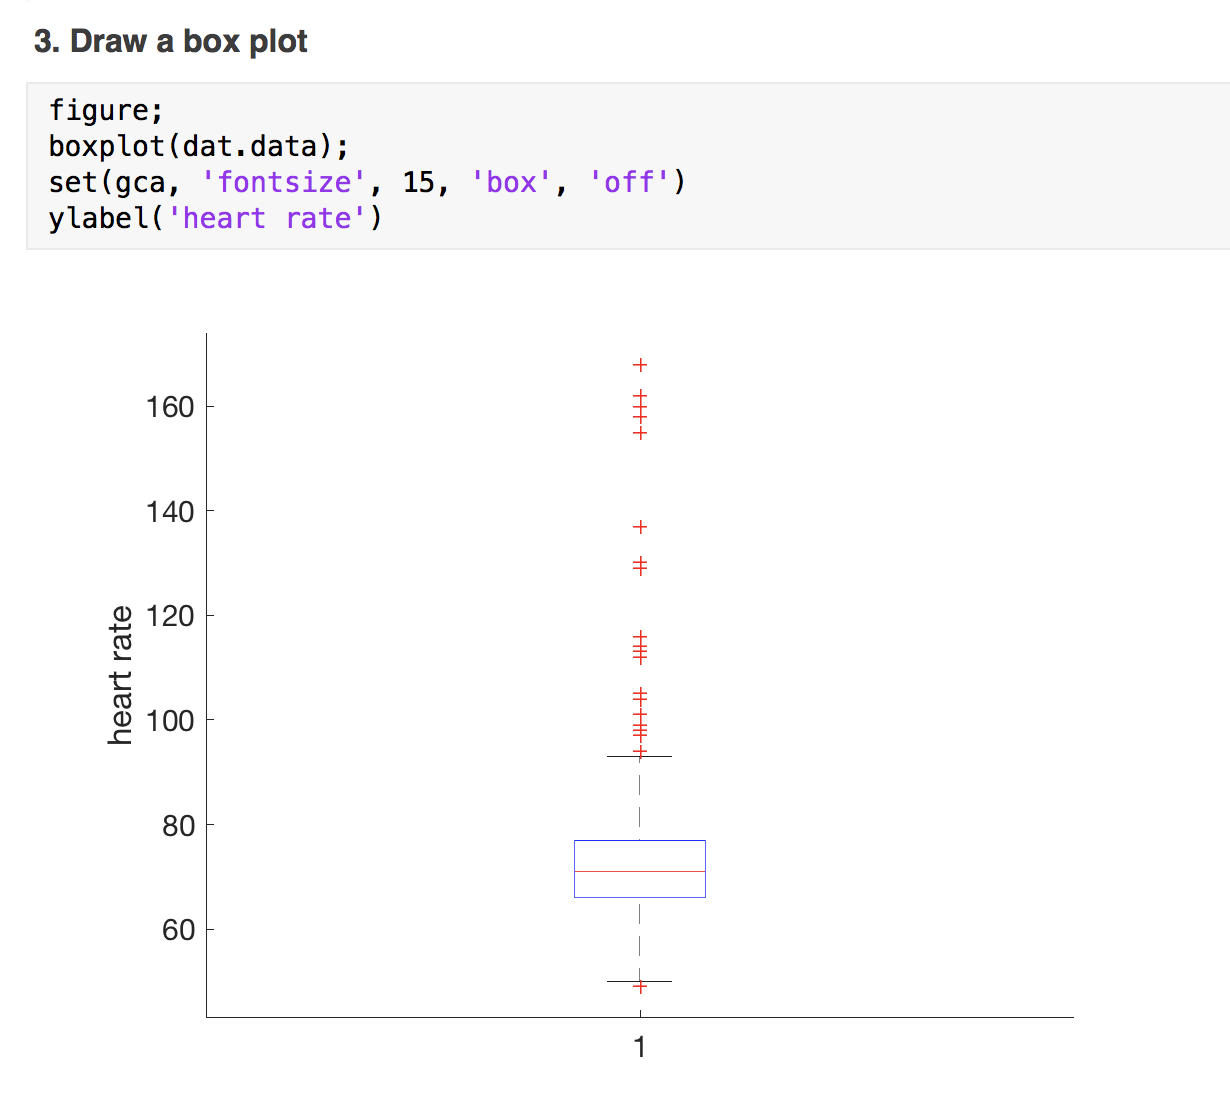 3. Draw a box plot
figure;
boxplot(dat.data);
set(gca, 'fontsize', 15, 'box', 'off')
ylabel('heart rate')
160
140
120
100
80
60
heart rate
1